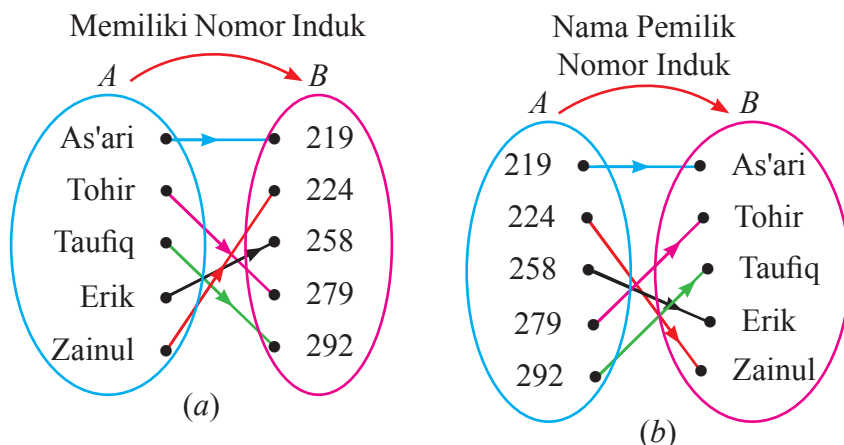 Memiliki Nomor Induk
A
B
As'ari
219
Tohir
224
Taufiq
258
Erik
279
Zainul
292
(a)
Nama Pemilik
Nomor Induk
A
B
219
As'ari
224
Tohir
258
Taufiq
279
Erik
292
Zainul
(b)